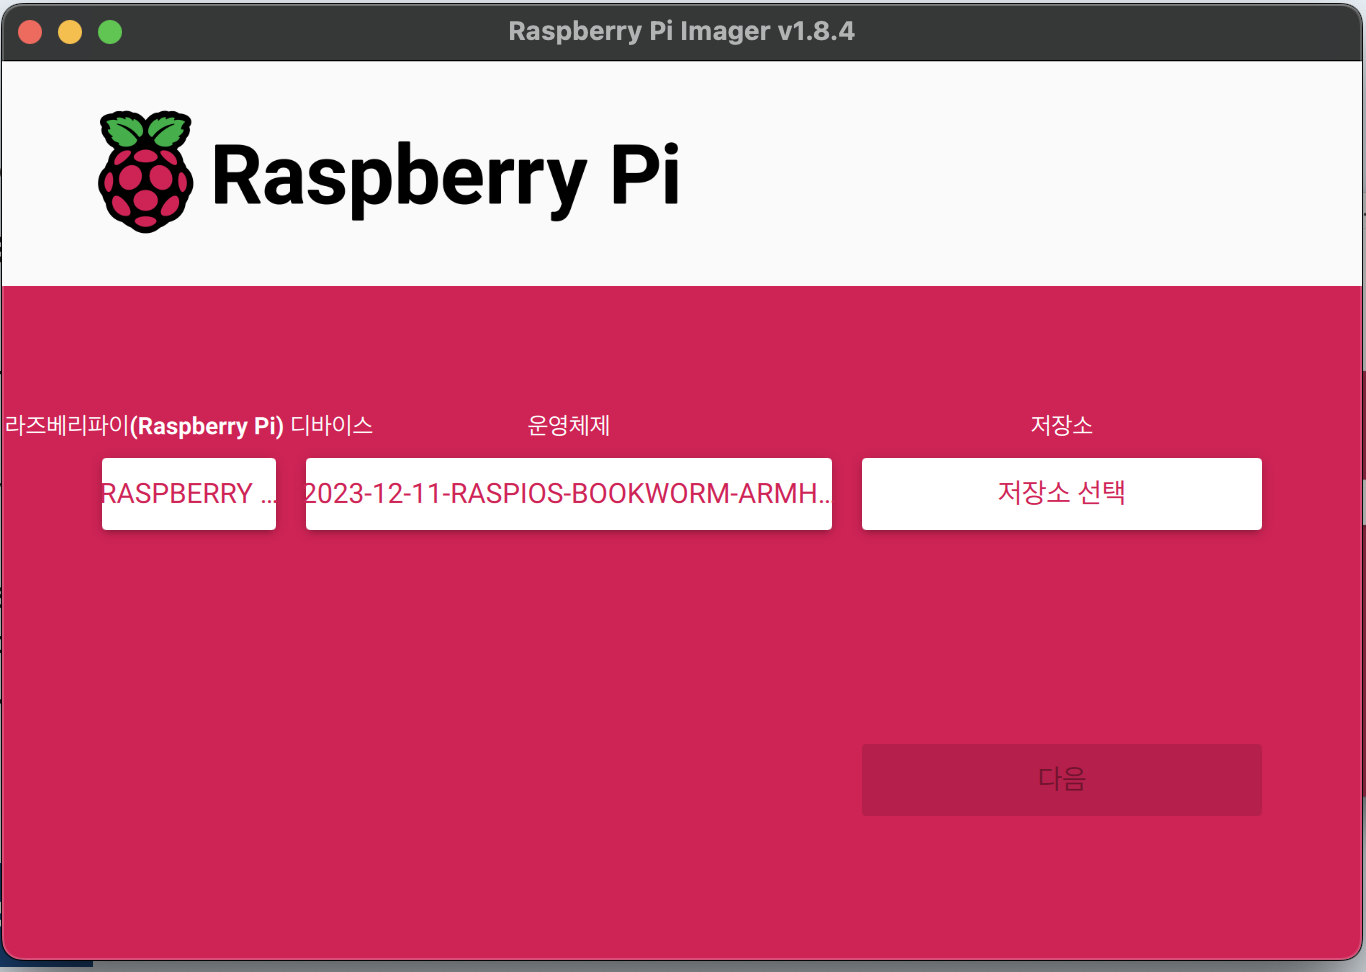 Raspberry Pi Imager v1.8.4
Raspberry Pi
라즈베리파이(Raspberry Pi) 디바이스
운영체제
저장소
RASPBERRY ...
2023-12-11-RASPIOS-BOOKWORM-ARMH...
저장소 선택
다음